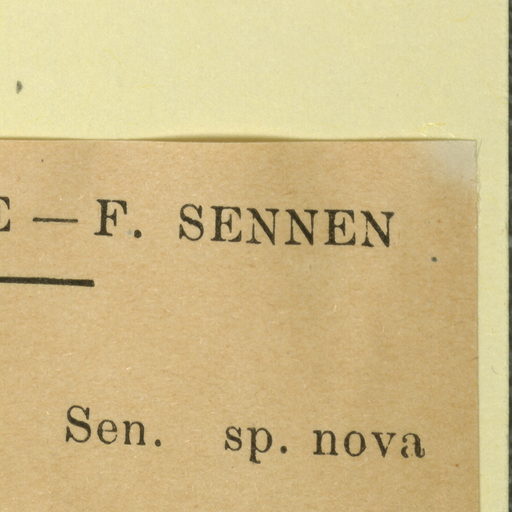 E — F. SENNEN
Sen. sp. nova